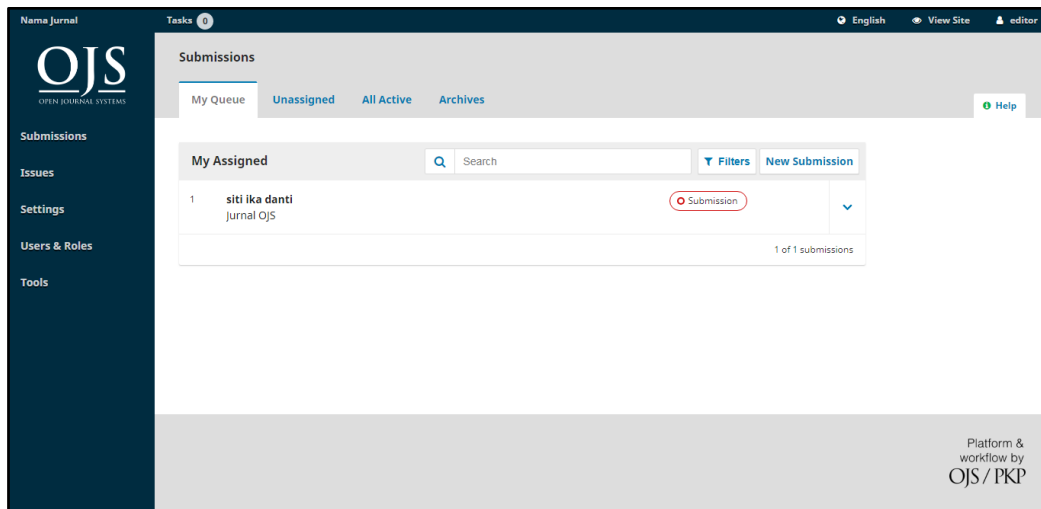 Nama Jurnal
Tasks 0
English
View Site
editor
OJS
OPEN JOURNAL SYSTEMS
Submissions
Issues
Settings
Users & Roles
Tools
Submissions
My Queue
Unassigned
All Active
Archives
Help
My Assigned
Search
Filters
New Submission
1
siti ika danti
Jurnal OJS
Submission
1 of 1 submissions
Platform &
workflow by
OJS / PKP